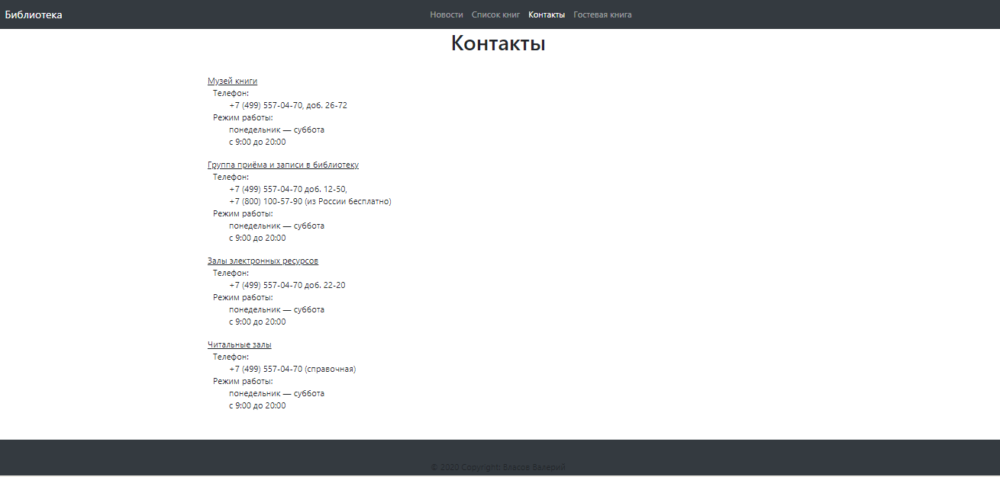 Библиотека
Новости Список книг Контакты Гостевая книга
Контакты
Музей книги
Телефон:
+7 (499) 557-04-70, доб. 26-72
Режим работы:
понедельник — суббота
с 9:00 до 20:00
Группа приёма и записи в библиотеку
Телефон:
+7 (499) 557-04-70 доб. 12-50,
+7 (800) 100-57-90 (из России бесплатно)
Режим работы:
понедельник — суббота
с 9:00 до 20:00
Залы электронных ресурсов
Телефон:
+7 (499) 557-04-70 доб. 22-20
Режим работы:
понедельник — суббота
с 9:00 до 20:00
Читальные залы
Телефон:
+7 (499) 557-04-70 (справочная)
Режим работы:
понедельник — суббота
с 9:00 до 20:00
© 2020 Copyright: Власов Валерий